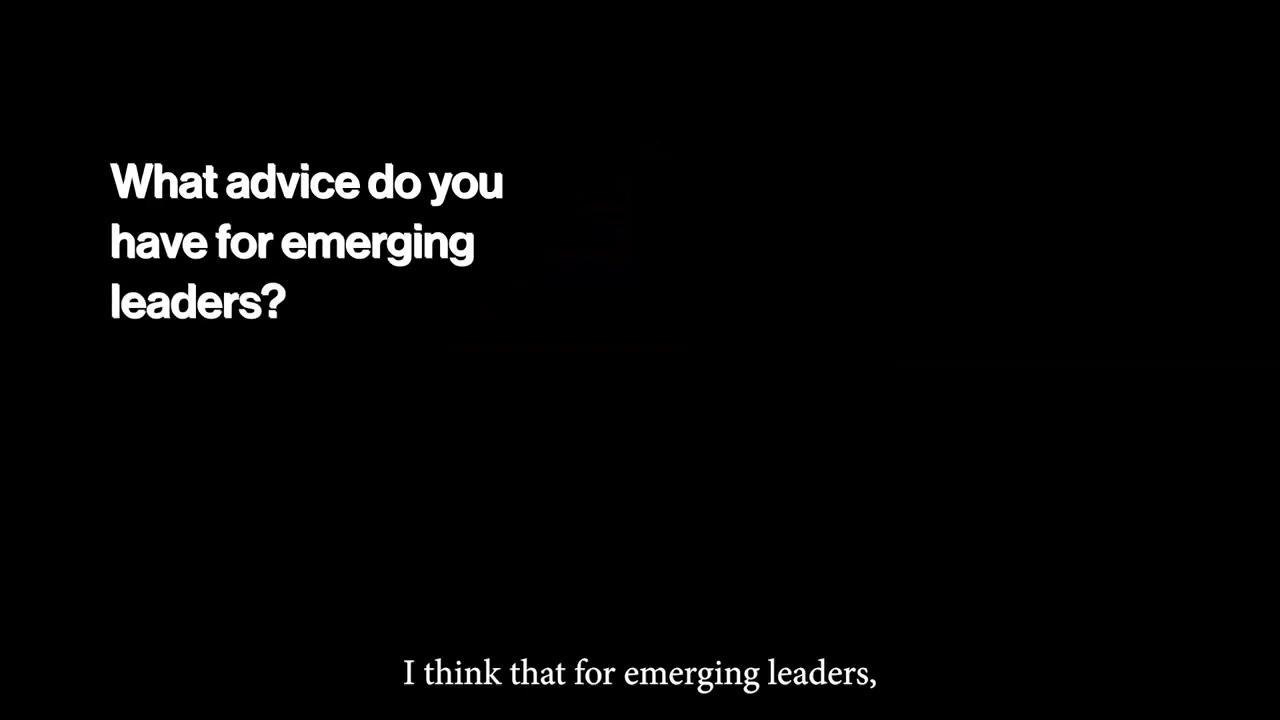 What advice do you
have for emerging
leaders?
I think that for emerging leaders,